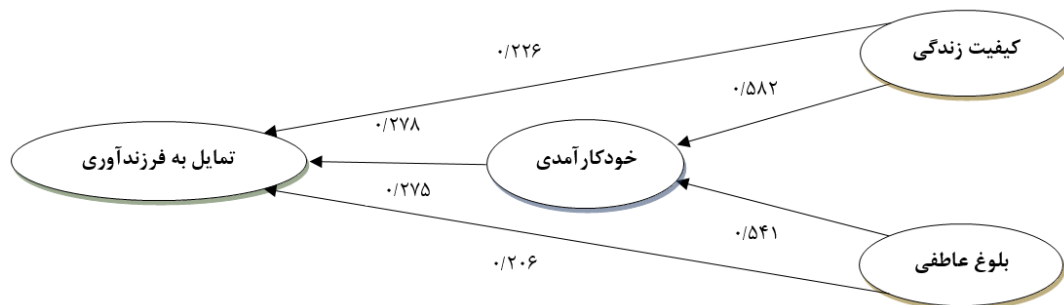 کیفیت زندگی
۰/۲۲۶
۰/۵۸۲
۰/۲۷۸
خودکارآمدی
تمایل به فرزندآوری
۰/۲۷۵
۰/۵۴۱
بلوغ عاطفی
۰/۲۰۶